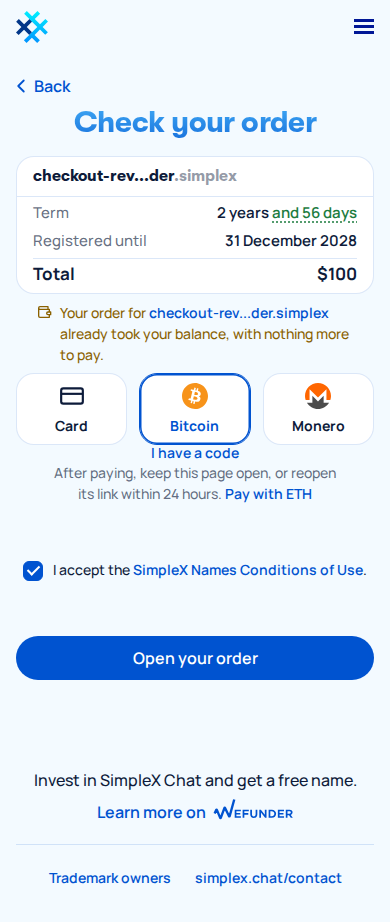 Back
Check your order
checkout-rev...der.simplex
Term 2 years and 56 days
Registered until 31 December 2028
Total $100
Your order for checkout-rev...der.simplex
already took your balance, with nothing more
to pay.
Card Bitcoin Monero
I have a code
After paying, keep this page open, or reopen
its link within 24 hours. Pay with ETH
I accept the SimpleX Names Conditions of Use.
Open your order
Invest in SimpleX Chat and get a free name.
Learn more on WEFUNDER
Trademark owners simplex.chat/contact